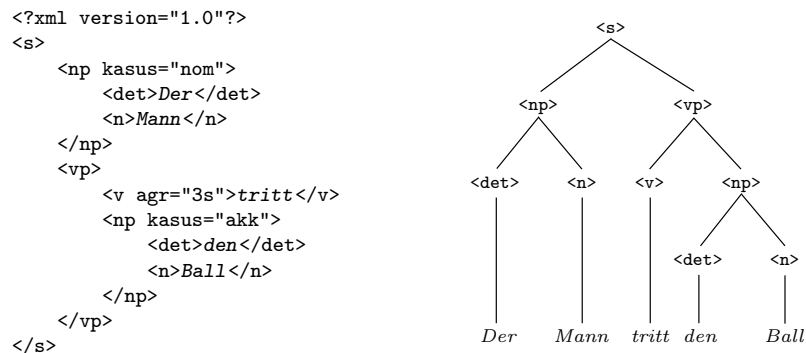 <?xml version="1.0"?>
<s>
    <np kasus="nom">
        <det>Der</det>
        <n>Mann</n>
    </np>
    <vp>
        <v agr="3s">tritt</v>
        <np kasus="akk">
            <det>den</det>
            <n>Ball</n>
        </np>
    </vp>
</s>
<s>
<np> <vp>
<det> <n> <v> <np>
<det> <n>
Der Mann tritt den Ball